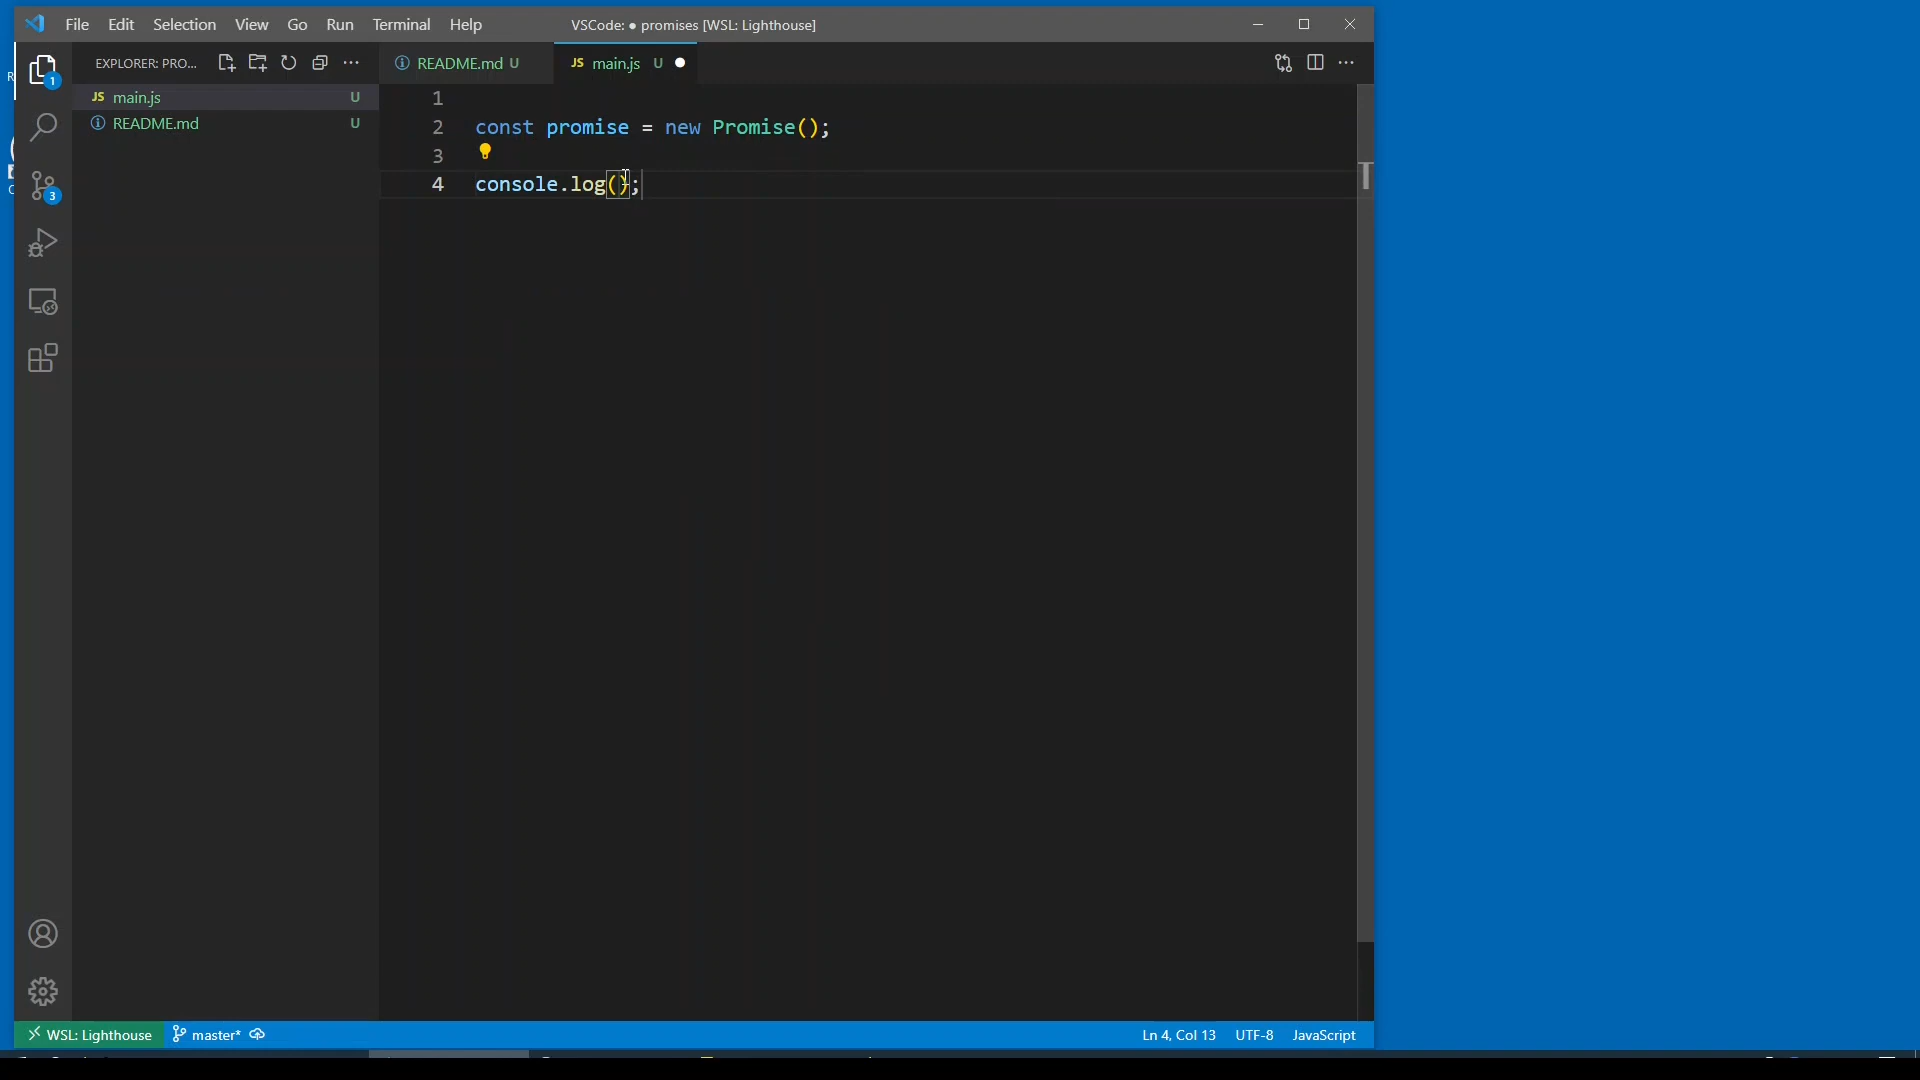 File Edit Selection View Go Run Terminal Help VSCode: ● promises [WSL: Lighthouse]
EXPLORER: PRO...
README.md U
JS main.js U
JS main.js U
README.md U
1
2 const promise = new Promise();
3
4 console.log();
1
3
WSL: Lighthouse master* Ln 4, Col 13 UTF-8 JavaScript